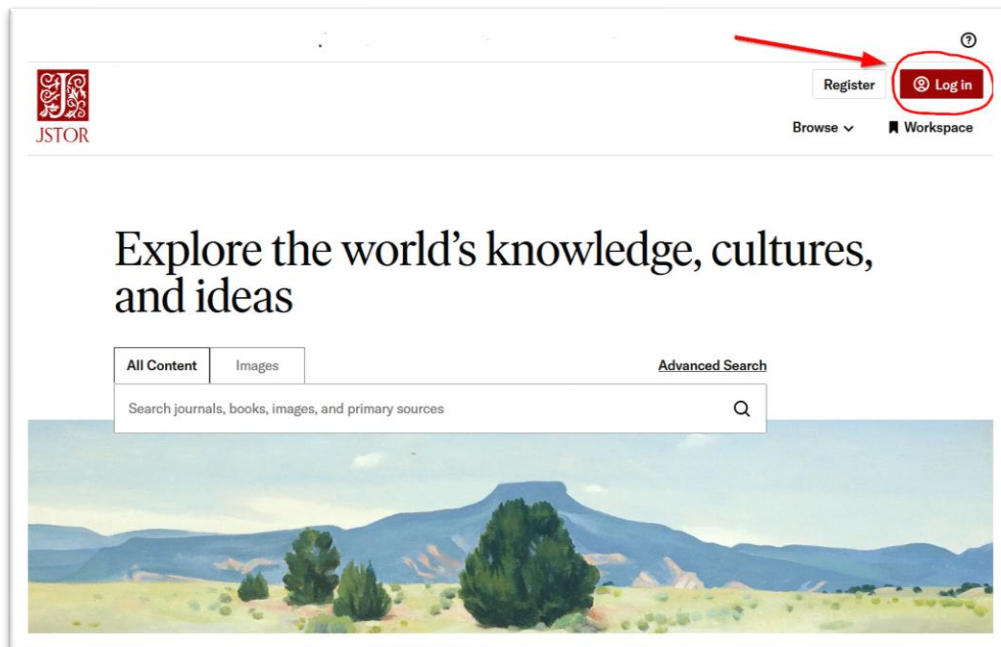 Register
Log in
JSTOR
Browse
Workspace
Explore the world's knowledge, cultures,
and ideas
All Content
Images
Advanced Search
Search journals, books, images, and primary sources